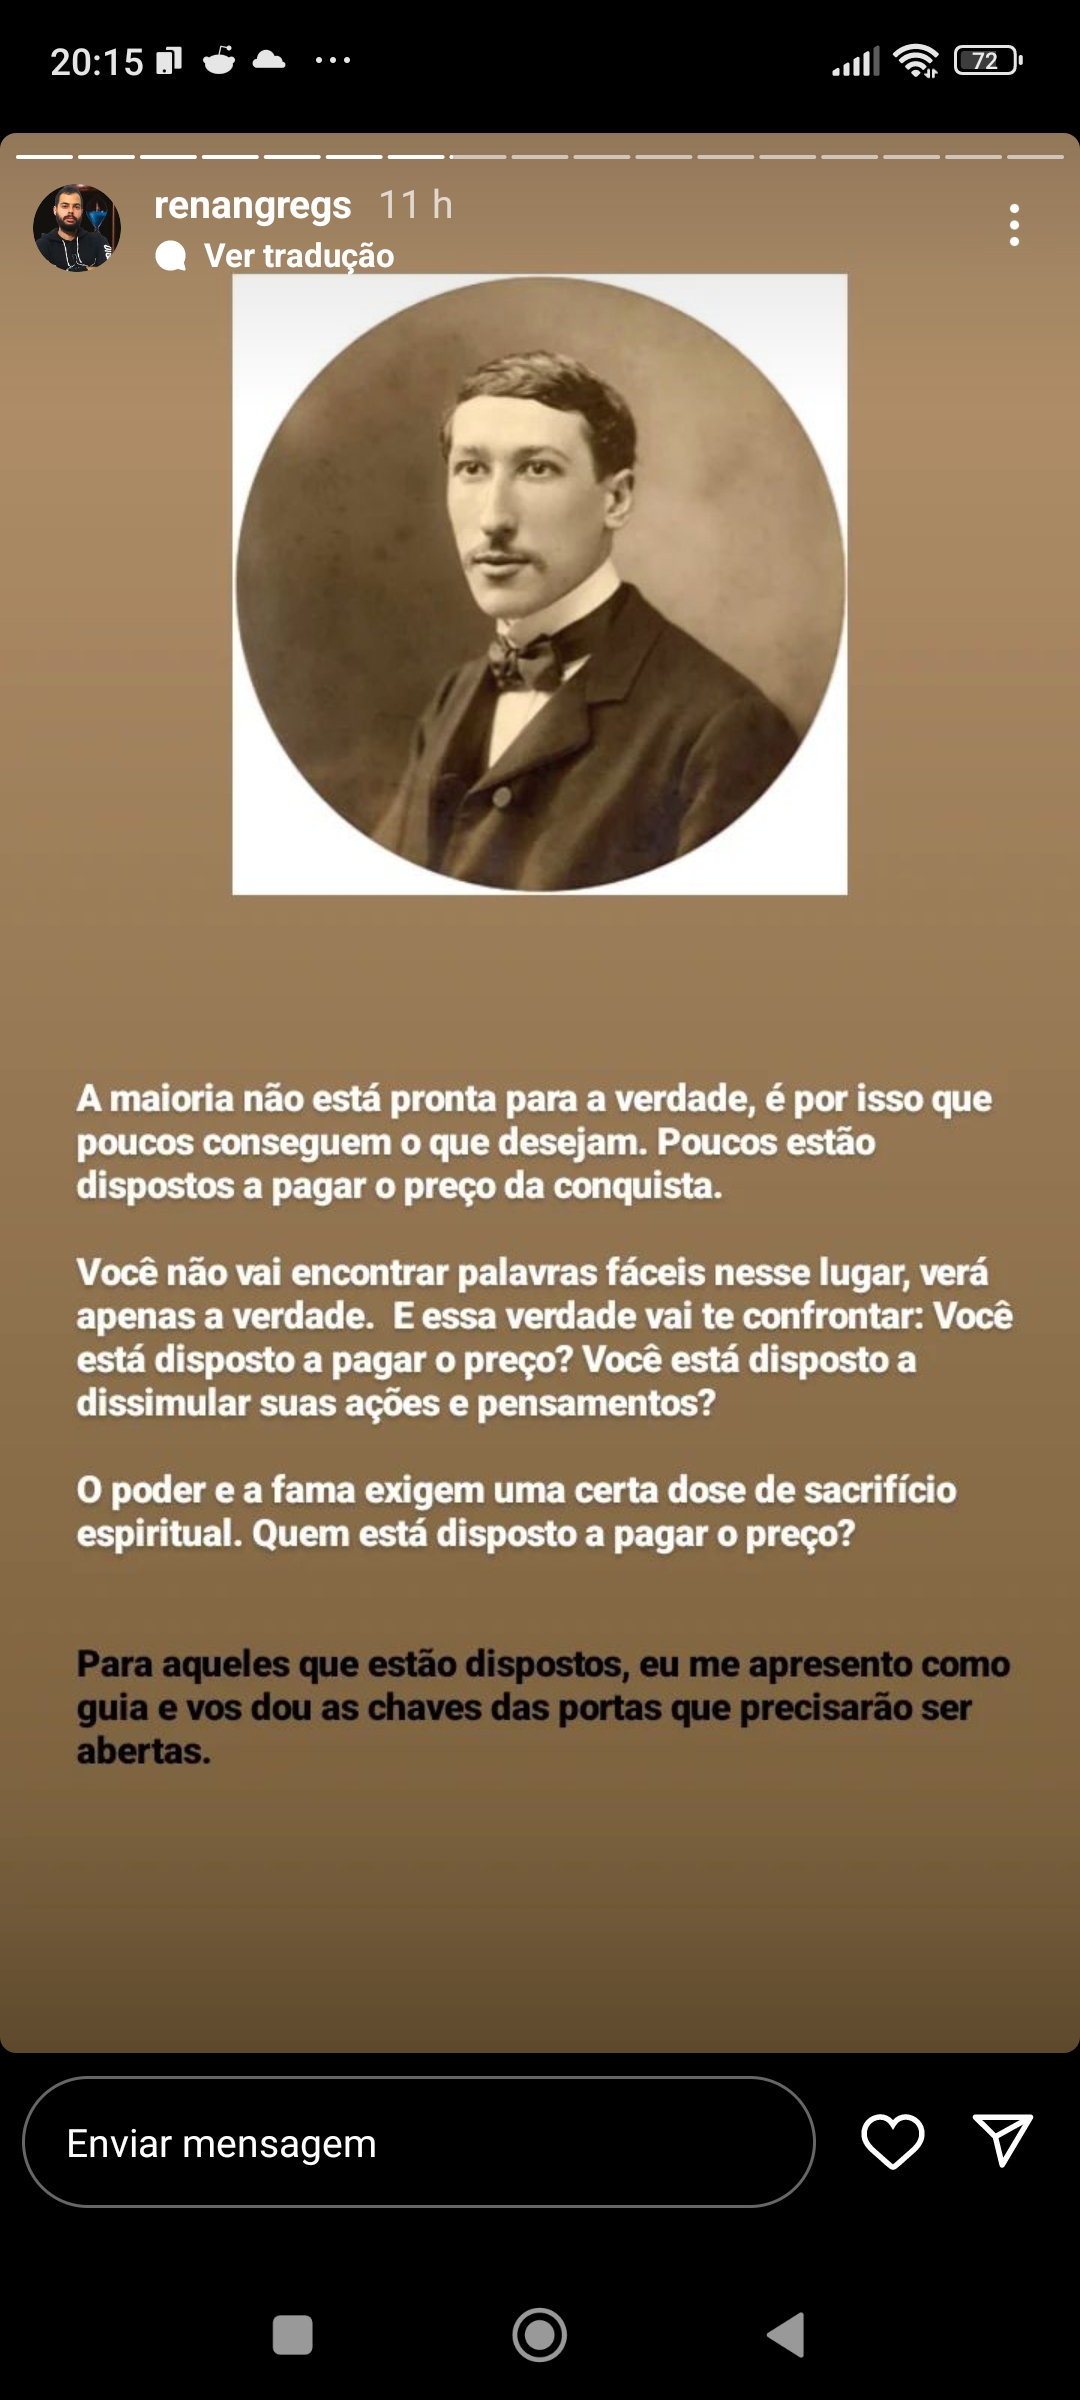 20:15
72
renangregs 11 h
Ver tradução
A maioria não está pronta para a verdade, é por isso que
poucos conseguem o que desejam. Poucos estão
dispostos a pagar o preço da conquista.
Você não vai encontrar palavras fáceis nesse lugar, verá
apenas a verdade.  E essa verdade vai te confrontar: Você
está disposto a pagar o preço? Você está disposto a
dissimular suas ações e pensamentos?
O poder e a fama exigem uma certa dose de sacrifício
espiritual. Quem está disposto a pagar o preço?
Para aqueles que estão dispostos, eu me apresento como
guia e vos dou as chaves das portas que precisarão ser
abertas.
Enviar mensagem